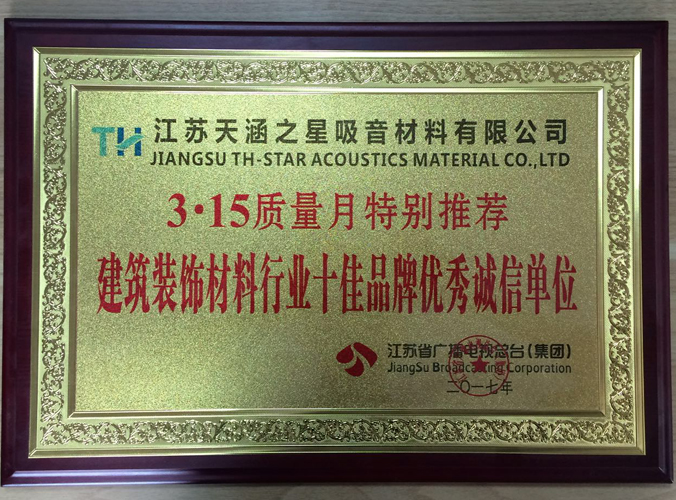 TH 江苏天涵之星吸音材料有限公司
JIANGSU TH-STAR ACOUSTICS MATERIAL CO.,LTD
3·15质量月特别推荐
建筑装饰材料行业十佳品牌优秀诚信单位
江苏省广播电视总台(集团)
JiangSu Broadcasting Corporation
二〇一七年